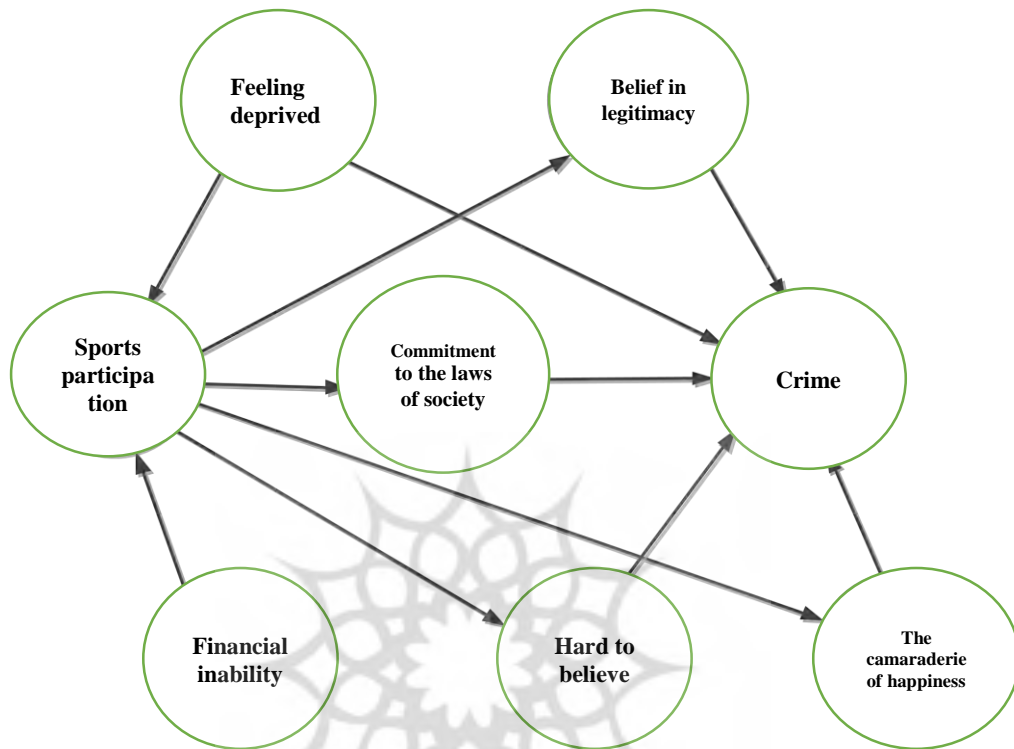 Feeling
deprived
Belief in
legitimacy
Sports
participa
tion
Commitment
to the laws
of society
Crime
Financial
inability
Hard to
believe
The
camaraderie
of happiness